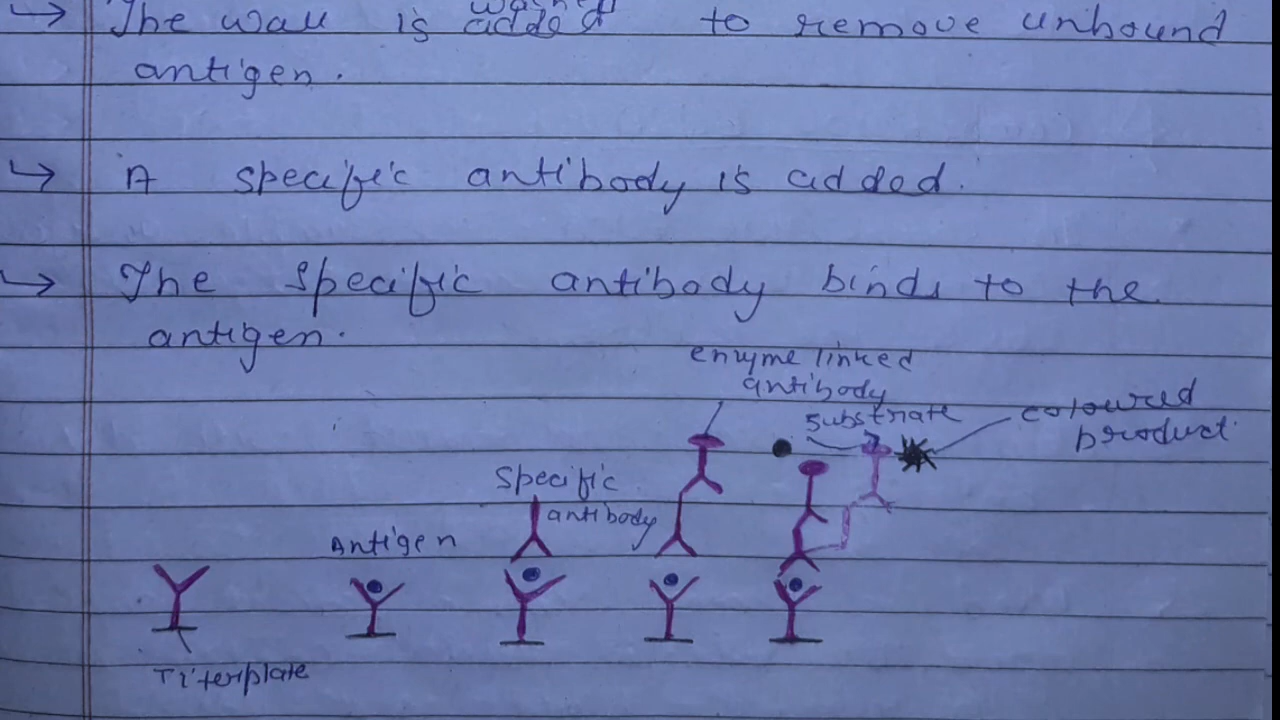 washed
→ The wall is added to remove unbound
antigen.
→ A specific antibody is added.
→ The specific antibody binds to the
antigen.
enzyme linked
antibody
substrate
coloured
product.
Specific
antibody
Antigen
Titerplate